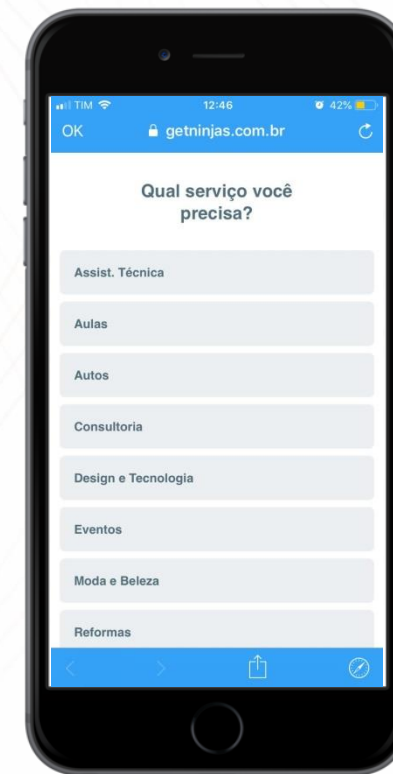 TIM 12:46 42%
OK getninjas.com.br
Qual serviço você
precisa?
Assist. Técnica
Aulas
Autos
Consultoria
Design e Tecnologia
Eventos
Moda e Beleza
Reformas